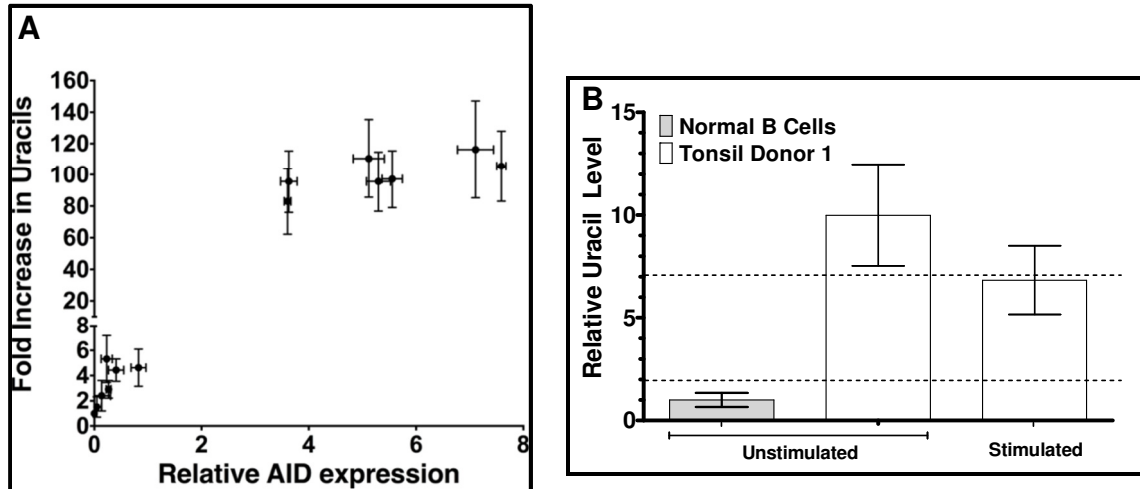 A
Fold Increase in Uracils
160
140
120
100
80
60
40
20
8
6
4
2
0
0 2 4 6 8
Relative AID expression
B
Relative Uracil Level
15
10
5
0
Normal B Cells
Tonsil Donor 1
Unstimulated
Stimulated